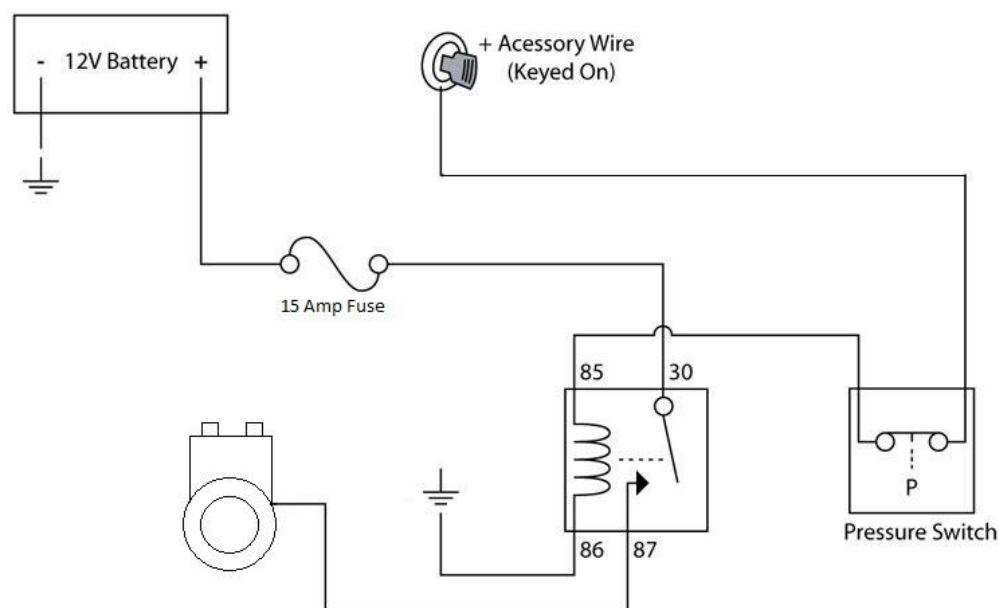 - 12V Battery +
+ Acessory Wire
(Keyed On)
15 Amp Fuse
85 30
86 87
P
Pressure Switch